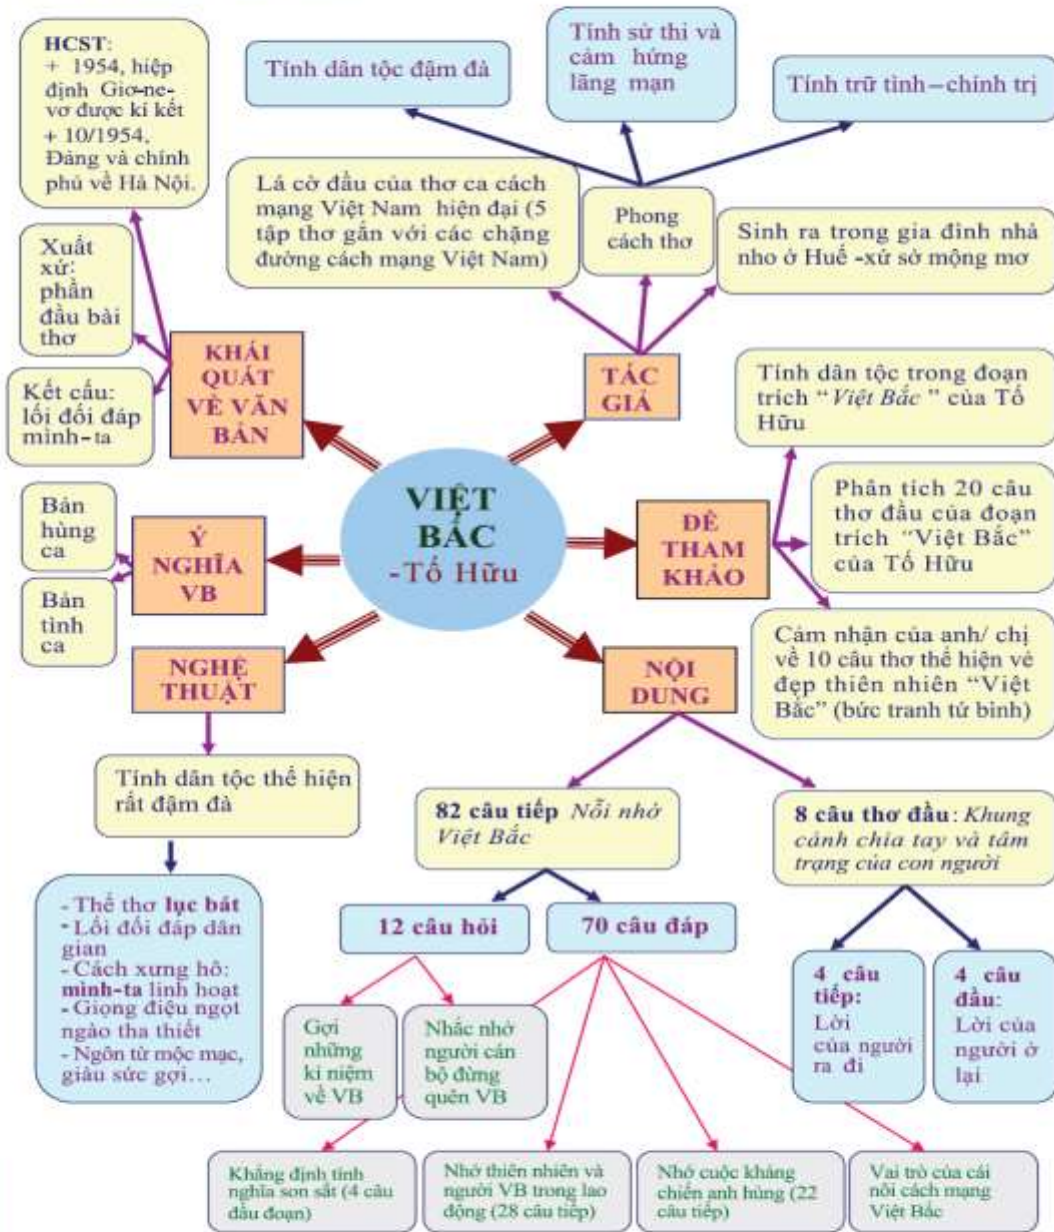 HCST:
+ 1954, hiệp
định Giơ-ne-
vơ được kí kết
+ 10/1954,
Đảng và chính
phủ về Hà Nội.
Tính dân tộc đậm đà
Tính sử thi và
cảm hứng
lãng mạn
Tính trữ tình–chính trị
Lá cờ đầu của thơ ca cách
mạng Việt Nam hiện đại (5
tập thơ gắn với các chặng
đường cách mạng Việt Nam)
Phong
cách thơ
Sinh ra trong gia đình nhà
nho ở Huế -xứ sở mộng mơ
Xuất
xứ:
phần
đầu bài
thơ
Kết cấu:
lối đối đáp
mình-ta
KHÁI
QUÁT
VỀ VĂN
BẢN
TÁC
GIẢ
Tính dân tộc trong đoạn
trích “Việt Bắc ” của Tố
Hữu
Phân tích 20 câu
thơ đầu của đoạn
trích “Việt Bắc”
của Tố Hữu
Cảm nhận của anh/ chị
về 10 câu thơ thể hiện vẻ
đẹp thiên nhiên “Việt
Bắc” (bức tranh tứ bình)
VIỆT
BẮC
-Tố Hữu
ĐỀ
THAM
KHẢO
Bản
hùng
ca
Bản
tình
ca
Ý
NGHĨA
VB
NGHỆ
THUẬT
NỘI
DUNG
Tính dân tộc thể hiện
rất đậm đà
- Thể thơ lục bát
- Lối đối đáp dân
gian
- Cách xưng hô:
mình-ta linh hoạt
- Giọng điệu ngọt
ngào tha thiết
- Ngôn từ mộc mạc,
giàu sức gợi…
82 câu tiếp Nỗi nhớ
Việt Bắc
8 câu thơ đầu: Khung
cảnh chia tay và tâm
trạng của con người
12 câu hỏi
70 câu đáp
Gợi
những
kỉ niệm
về VB
Nhắc nhở
người cán
bộ đừng
quên VB
4 câu
tiếp:
Lời
của người
ra đi
4 câu
đầu:
Lời của
người ở
lại
Khẳng định tình
nghĩa son sắt (4 câu
đầu đoạn)
Nhớ thiên nhiên và
người VB trong lao
động (28 câu tiếp)
Nhớ cuộc kháng
chiến anh hùng (22
câu tiếp)
Vai trò của cái
nôi cách mạng
Việt Bắc